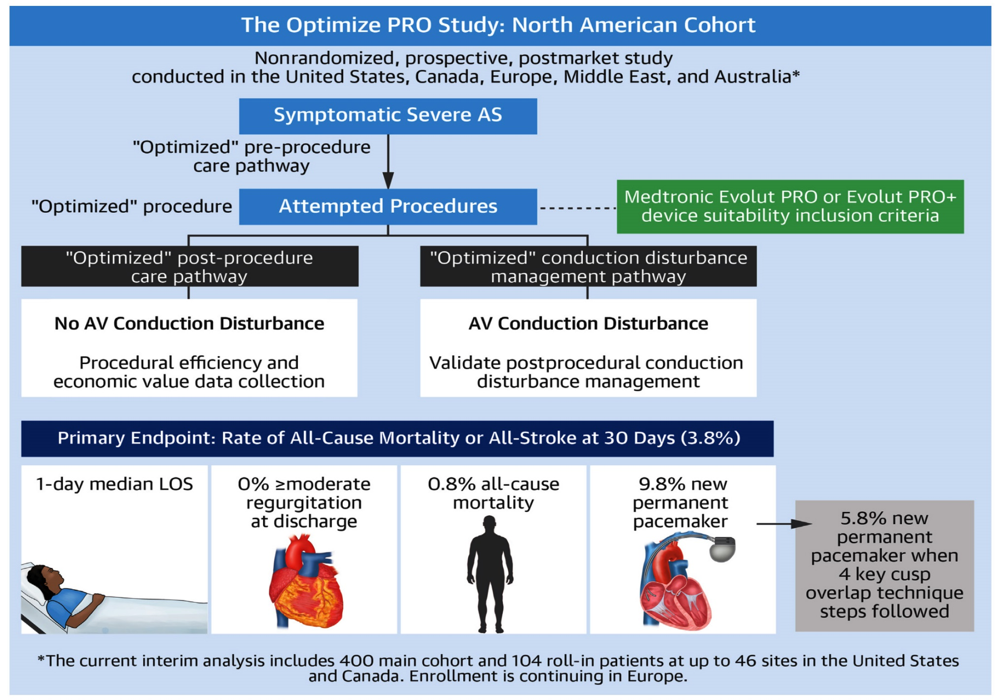 The Optimize PRO Study: North American Cohort
Nonrandomized, prospective, postmarket study
conducted in the United States, Canada, Europe, Middle East, and Australia*
Symptomatic Severe AS
"Optimized" pre-procedure
care pathway
"Optimized" procedure
Attempted Procedures
Medtronic Evolut PRO or Evolut PRO+
device suitability inclusion criteria
"Optimized" post-procedure
care pathway
"Optimized" conduction disturbance
management pathway
No AV Conduction Disturbance
Procedural efficiency and
economic value data collection
AV Conduction Disturbance
Validate postprocedural conduction
disturbance management
Primary Endpoint: Rate of All-Cause Mortality or All-Stroke at 30 Days (3.8%)
1-day median LOS
0% ≥moderate
regurgitation
at discharge
0.8% all-cause
mortality
9.8% new
permanent
pacemaker
5.8% new
permanent
pacemaker when
4 key cusp
overlap technique
steps followed
*The current interim analysis includes 400 main cohort and 104 roll-in patients at up to 46 sites in the United States
and Canada. Enrollment is continuing in Europe.